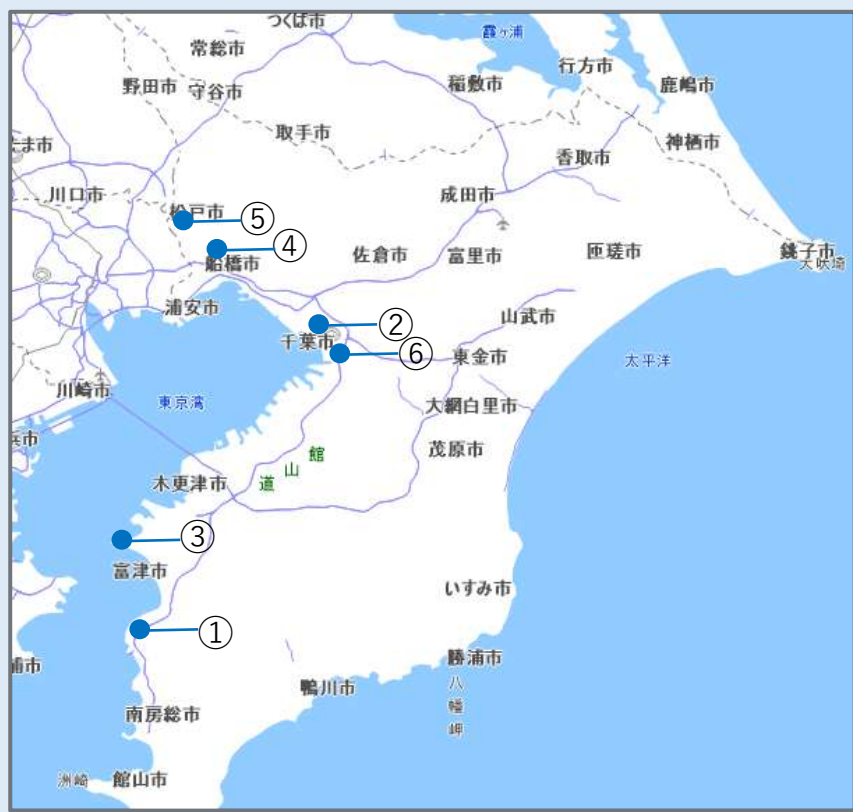 つくば市
霞ヶ浦
常総市
行方市
野田市
守谷市
稲敷市
鹿嶋市
取手市
神栖市
ま市
香取市
川口市
成田市
松戸市
⑤
④
船橋市
佐倉市
富里市
匝瑳市
銚子市
犬吠埼
浦安市
山武市
②
千葉市
⑥
東金市
太平洋
川崎市
東京湾
大網白里市
浜市
茂原市
館
山
道
木更津市
③
富津市
いすみ市
①
勝浦市
浦市
鴨川市
八
幡
岬
南房総市
洲崎
館山市